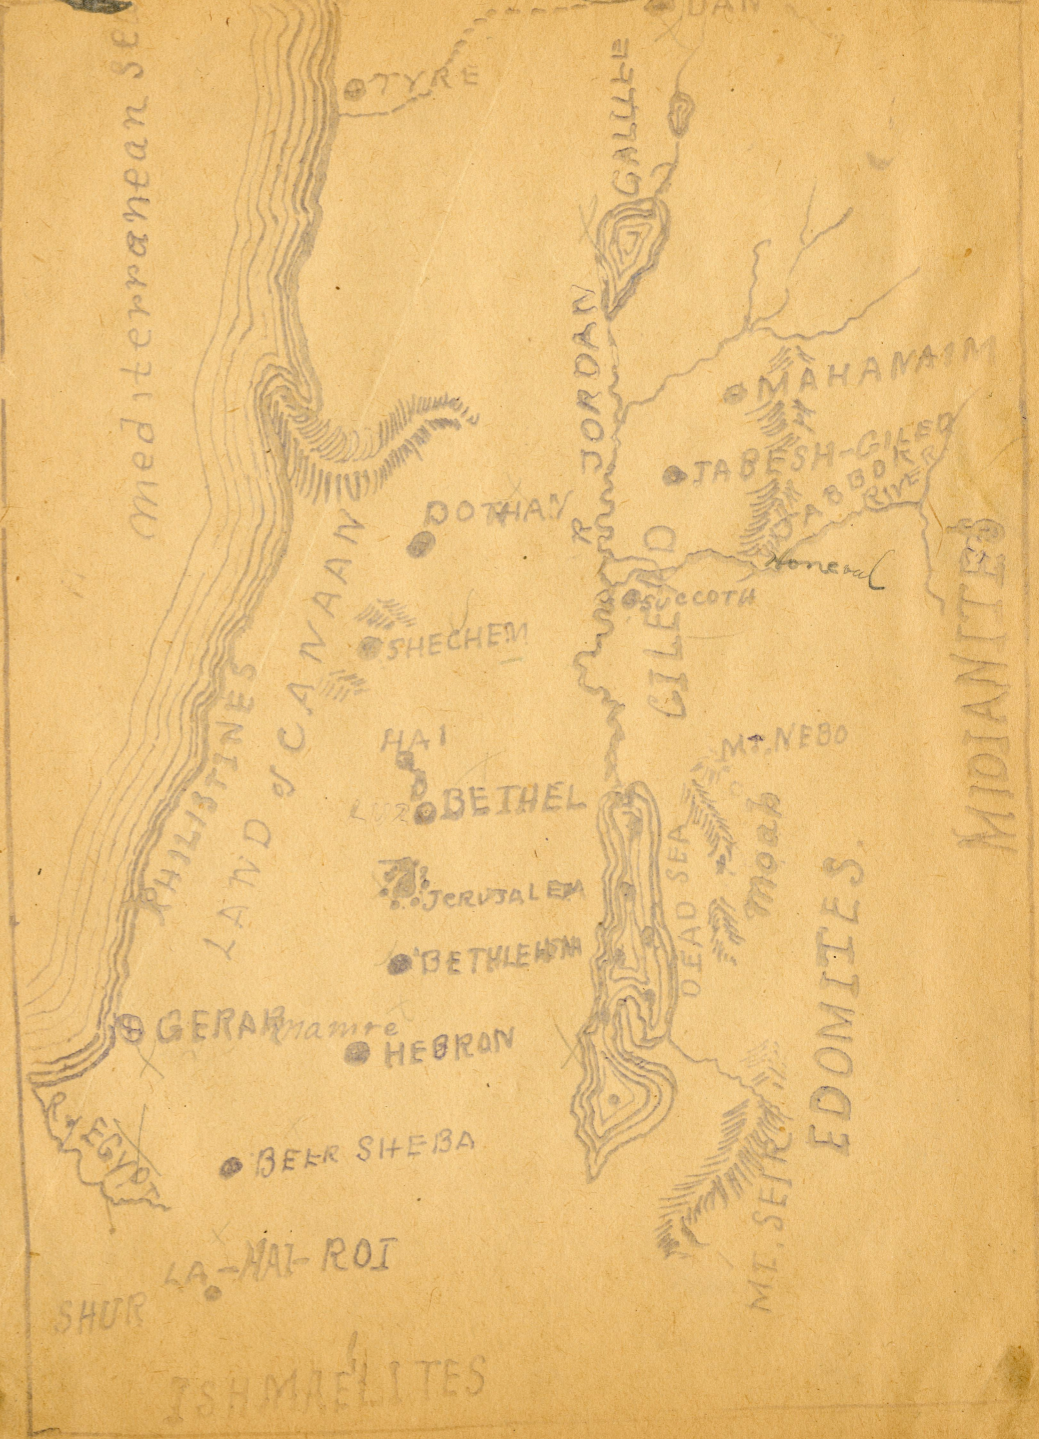 DAN
mediterranean Se
TYRE
GALILEE
R JORDAN
MAHANAIM
JABESH-GILED
JABBOK
RIVER
DOTHAN
GILEAD
SUCCOTH
SHECHEM
MIDIANITES
LAND of CANAAN
PHILISTINES
HAI
LUZ
BETHEL
MT. NEBO
Moab
DEAD SEA
JERUSALEM
BETHLEHEM
EDOMITES.
GERAR
mamre
HEBRON
R of EGYPT
BEER SHEBA
MT. SEIR
LA-HAI-ROI
SHUR
ISHMAELITES